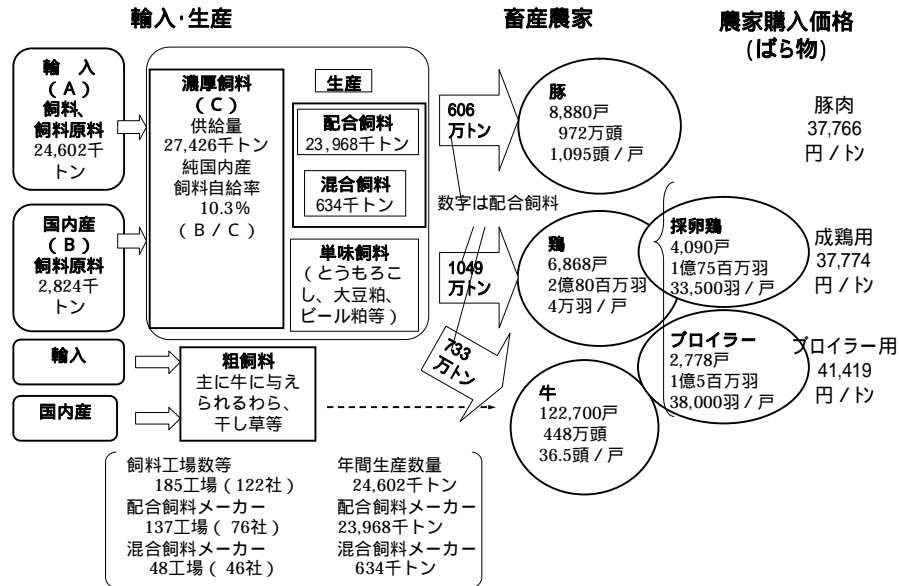 輸入・生産
畜産農家
農家購入価格
(ばら物)
輸　入
(Ａ)
飼料、
飼料原料
24,602千
トン
国内産
(Ｂ)
飼料原料
2,824千
トン
濃厚飼料
(Ｃ)
供給量
27,426千トン
純国内産
飼料自給率
10.3%
(Ｂ/Ｃ)
生産
配合飼料
23,968千トン
混合飼料
634千トン
単味飼料
(とうもろこ
し、大豆粕、
ビール粕等)
輸入
国内産
粗飼料
主に牛に与え
られるわら、
干し草等
606
万トン
数字は配合飼料
1049
万トン
733
万トン
豚
8,880戸
972万頭
1,095頭/戸
鶏
6,868戸
2億80百万羽
4万羽/戸
牛
122,700戸
448万頭
36.5頭/戸
採卵鶏
4,090戸
1億75百万羽
33,500羽/戸
ブロイラー
2,778戸
1億5百万羽
38,000羽/戸
豚肉
37,766
円/トン
成鶏用
37,774
円/トン
ブロイラー用
41,419
円/トン
飼料工場数等
185工場(122社)
配合飼料メーカー
137工場( 76社)
混合飼料メーカー
48工場( 46社)
年間生産数量
24,602千トン
配合飼料メーカー
23,968千トン
混合飼料メーカー
634千トン